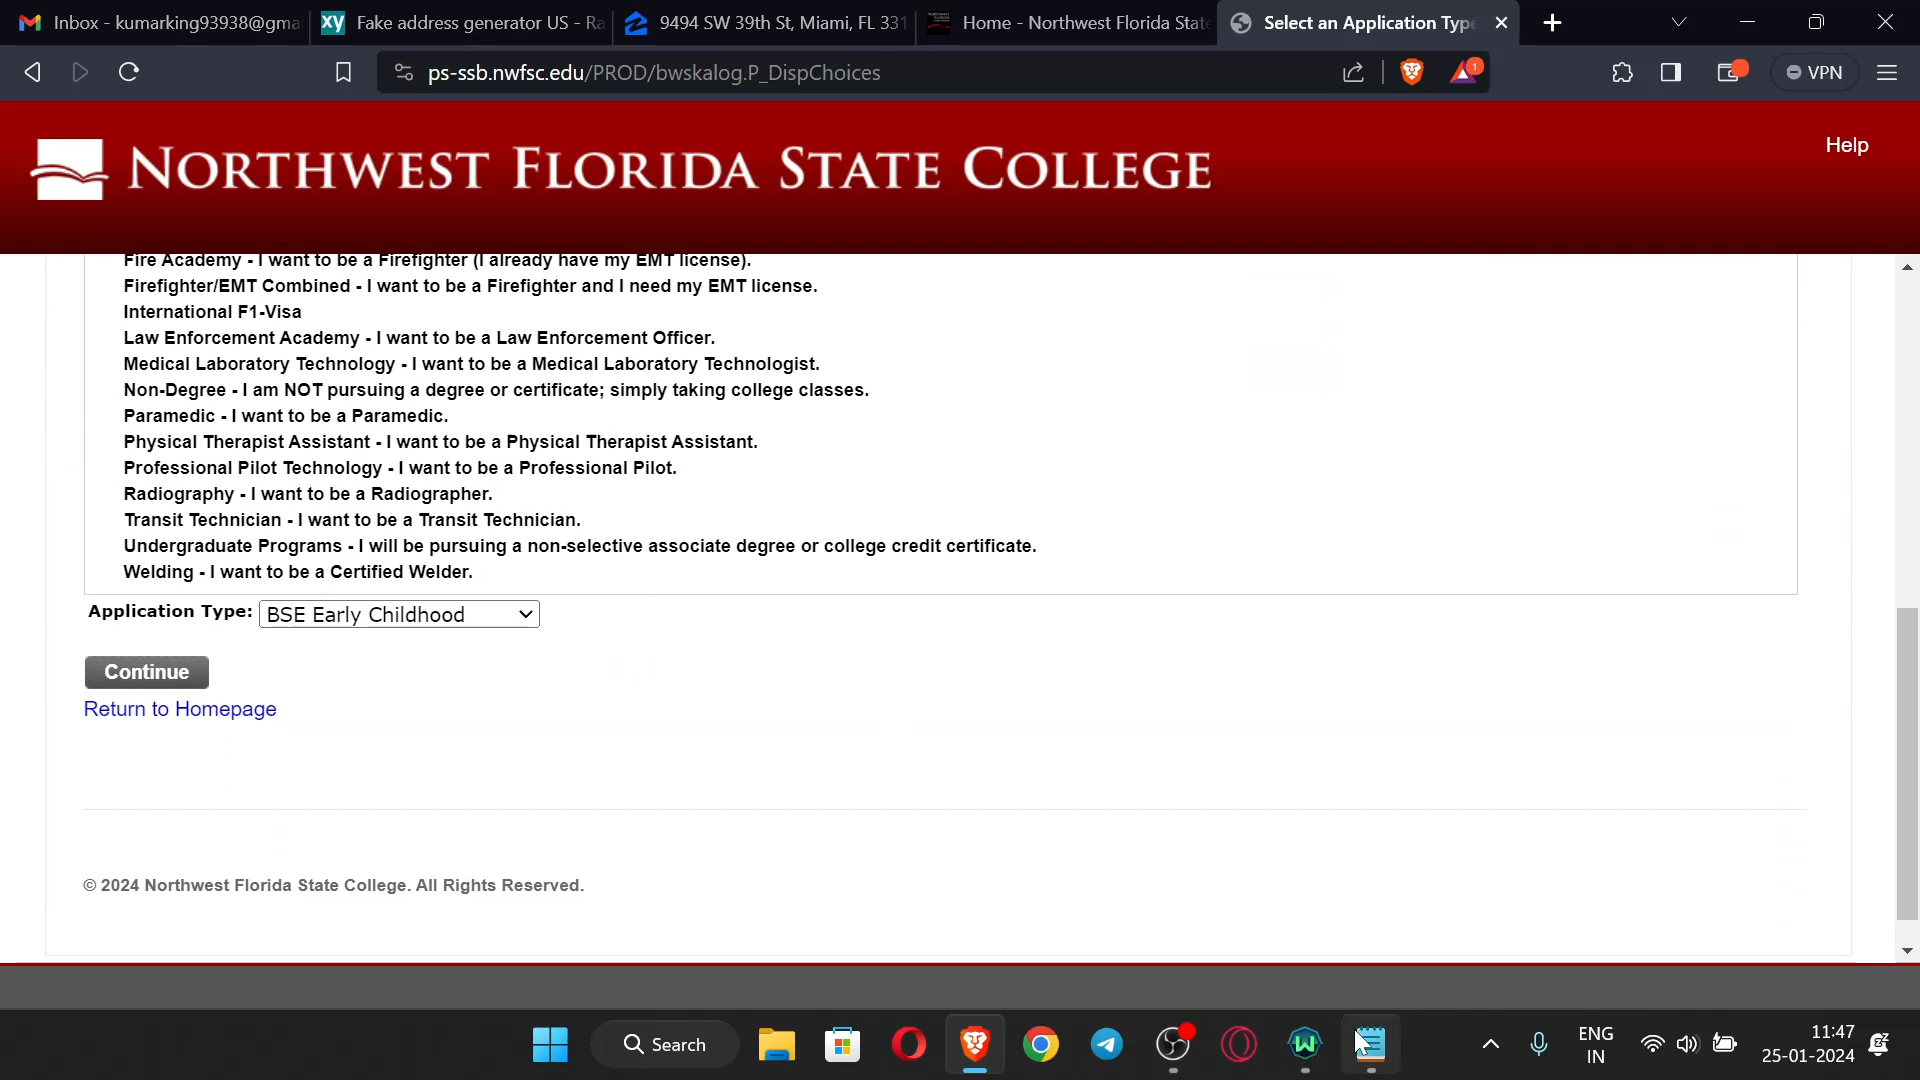 Inbox - kumarking93938@gma
Fake address generator US - Ra
9494 SW 39th St, Miami, FL 331
Home - Northwest Florida State
Select an Application Type
ps-ssb.nwfsc.edu/PROD/bwskalog.P_DispChoices
1
VPN
NORTHWEST FLORIDA STATE COLLEGE
Help
Fire Academy - I want to be a Firefighter (I already have my EMT license).
Firefighter/EMT Combined - I want to be a Firefighter and I need my EMT license.
International F1-Visa
Law Enforcement Academy - I want to be a Law Enforcement Officer.
Medical Laboratory Technology - I want to be a Medical Laboratory Technologist.
Non-Degree - I am NOT pursuing a degree or certificate; simply taking college classes.
Paramedic - I want to be a Paramedic.
Physical Therapist Assistant - I want to be a Physical Therapist Assistant.
Professional Pilot Technology - I want to be a Professional Pilot.
Radiography - I want to be a Radiographer.
Transit Technician - I want to be a Transit Technician.
Undergraduate Programs - I will be pursuing a non-selective associate degree or college credit certificate.
Welding - I want to be a Certified Welder.
Application Type: BSE Early Childhood
Continue
Return to Homepage
© 2024 Northwest Florida State College. All Rights Reserved.
Search
ENG
IN
11:47
25-01-2024